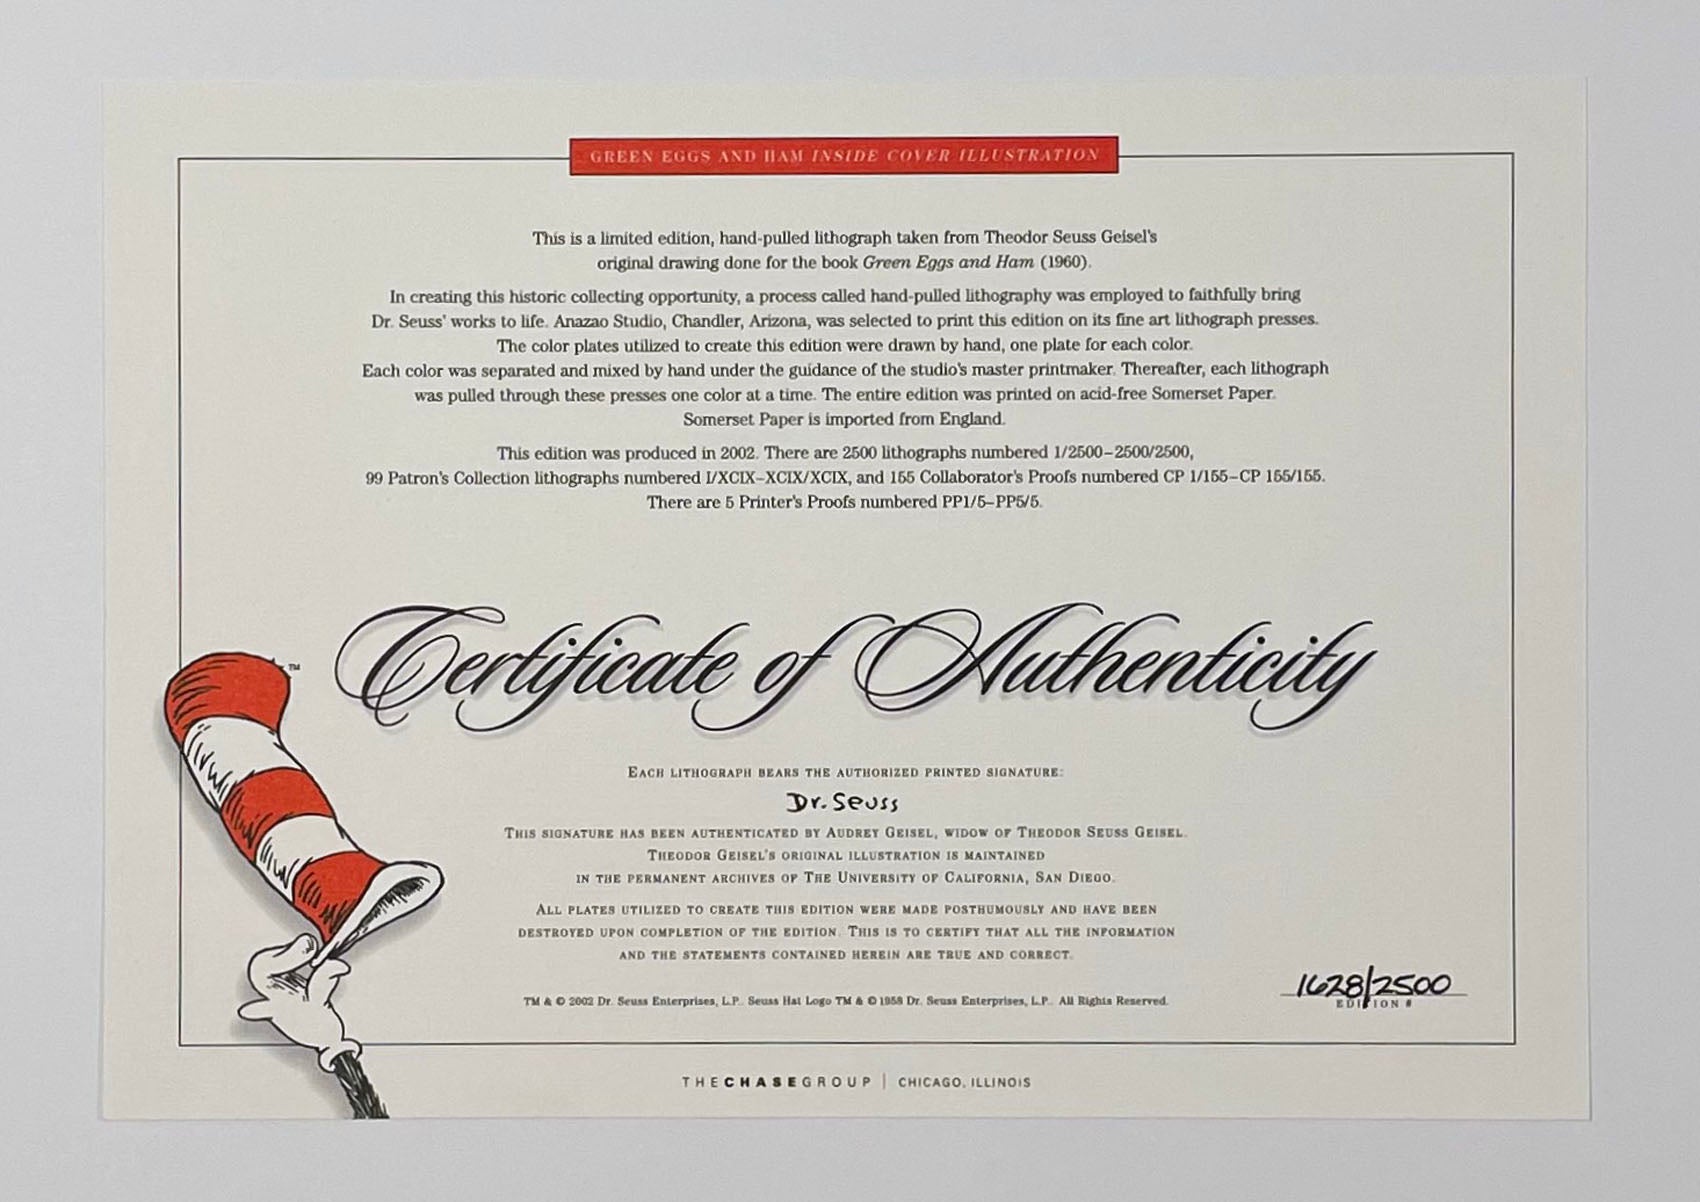 GREEN EGGS AND HAM INSIDE COVER ILLUSTRATION
This is a limited edition, hand-pulled lithograph taken from Theodor Seuss Geisel's
original drawing done for the book Green Eggs and Ham (1960).
In creating this historic collecting opportunity, a process called hand-pulled lithography was employed to faithfully bring
Dr. Seuss' works to life. Anazao Studio, Chandler, Arizona, was selected to print this edition on its fine art lithograph presses.
The color plates utilized to create this edition were drawn by hand, one plate for each color.
Each color was separated and mixed by hand under the guidance of the studio's master printmaker. Thereafter, each lithograph
was pulled through these presses one color at a time. The entire edition was printed on acid-free Somerset Paper.
Somerset Paper is imported from England.
This edition was produced in 2002. There are 2500 lithographs numbered 1/2500–2500/2500,
99 Patron's Collection lithographs numbered I/XCIX–XCIX/XCIX, and 155 Collaborator's Proofs numbered CP 1/155–CP 155/155.
There are 5 Printer's Proofs numbered PP1/5–PP5/5.
TM
Certificate of Authenticity
EACH LITHOGRAPH BEARS THE AUTHORIZED PRINTED SIGNATURE:
Dr. Seuss
THIS SIGNATURE HAS BEEN AUTHENTICATED BY AUDREY GEISEL, WIDOW OF THEODOR SEUSS GEISEL.
THEODOR GEISEL'S ORIGINAL ILLUSTRATION IS MAINTAINED
IN THE PERMANENT ARCHIVES OF THE UNIVERSITY OF CALIFORNIA, SAN DIEGO.
ALL PLATES UTILIZED TO CREATE THIS EDITION WERE MADE POSTHUMOUSLY AND HAVE BEEN
DESTROYED UPON COMPLETION OF THE EDITION. THIS IS TO CERTIFY THAT ALL THE INFORMATION
AND THE STATEMENTS CONTAINED HEREIN ARE TRUE AND CORRECT.
TM & © 2002 Dr. Seuss Enterprises, L.P. Seuss Hat Logo TM & © 1958 Dr. Seuss Enterprises, L.P. All Rights Reserved.
1628/2500
EDITION #
THECHASEGROUP | CHICAGO, ILLINOIS